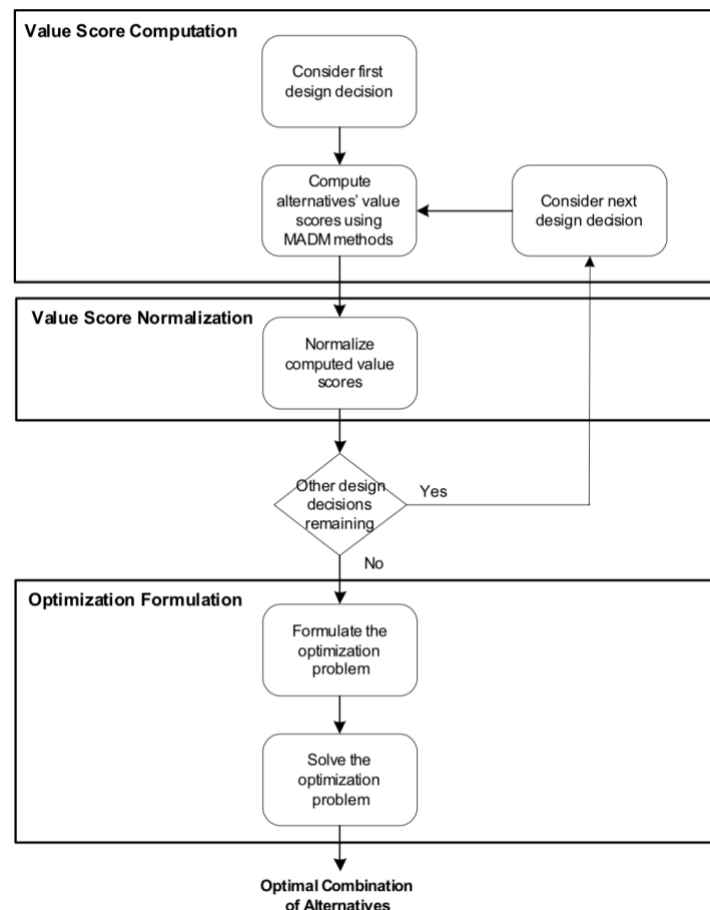 Value Score Computation
Consider first
design decision
Compute
alternatives' value
scores using
MADM methods
Consider next
design decision
Value Score Normalization
Normalize
computed value
scores
Other design
decisions
remaining
Yes
No
Optimization Formulation
Formulate the
optimization
problem
Solve the
optimization
problem
Optimal Combination
of Alternatives